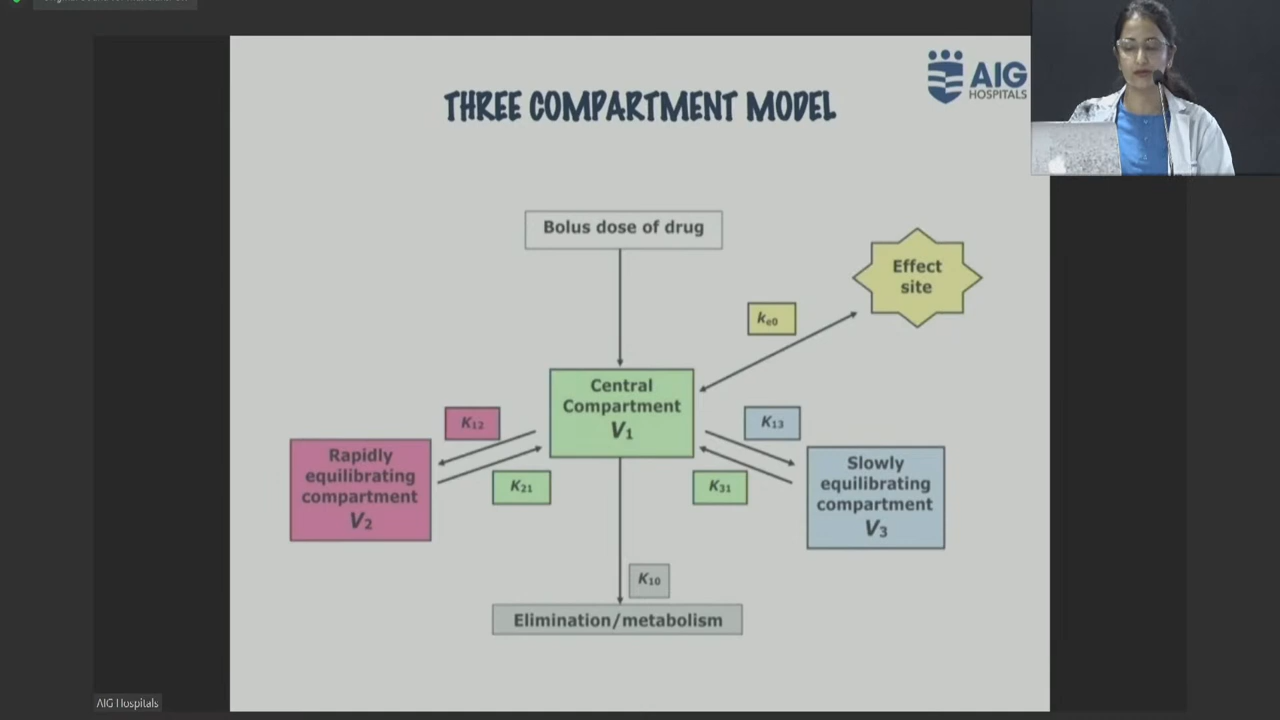 THREE COMPARTMENT MODEL
AIG
HOSPITALS
Bolus dose of drug
Effect
site
ke0
Central
Compartment
V1
K12
K13
Rapidly
equilibrating
compartment
V2
K21
K31
Slowly
equilibrating
compartment
V3
K10
Elimination/metabolism
AIG Hospitals